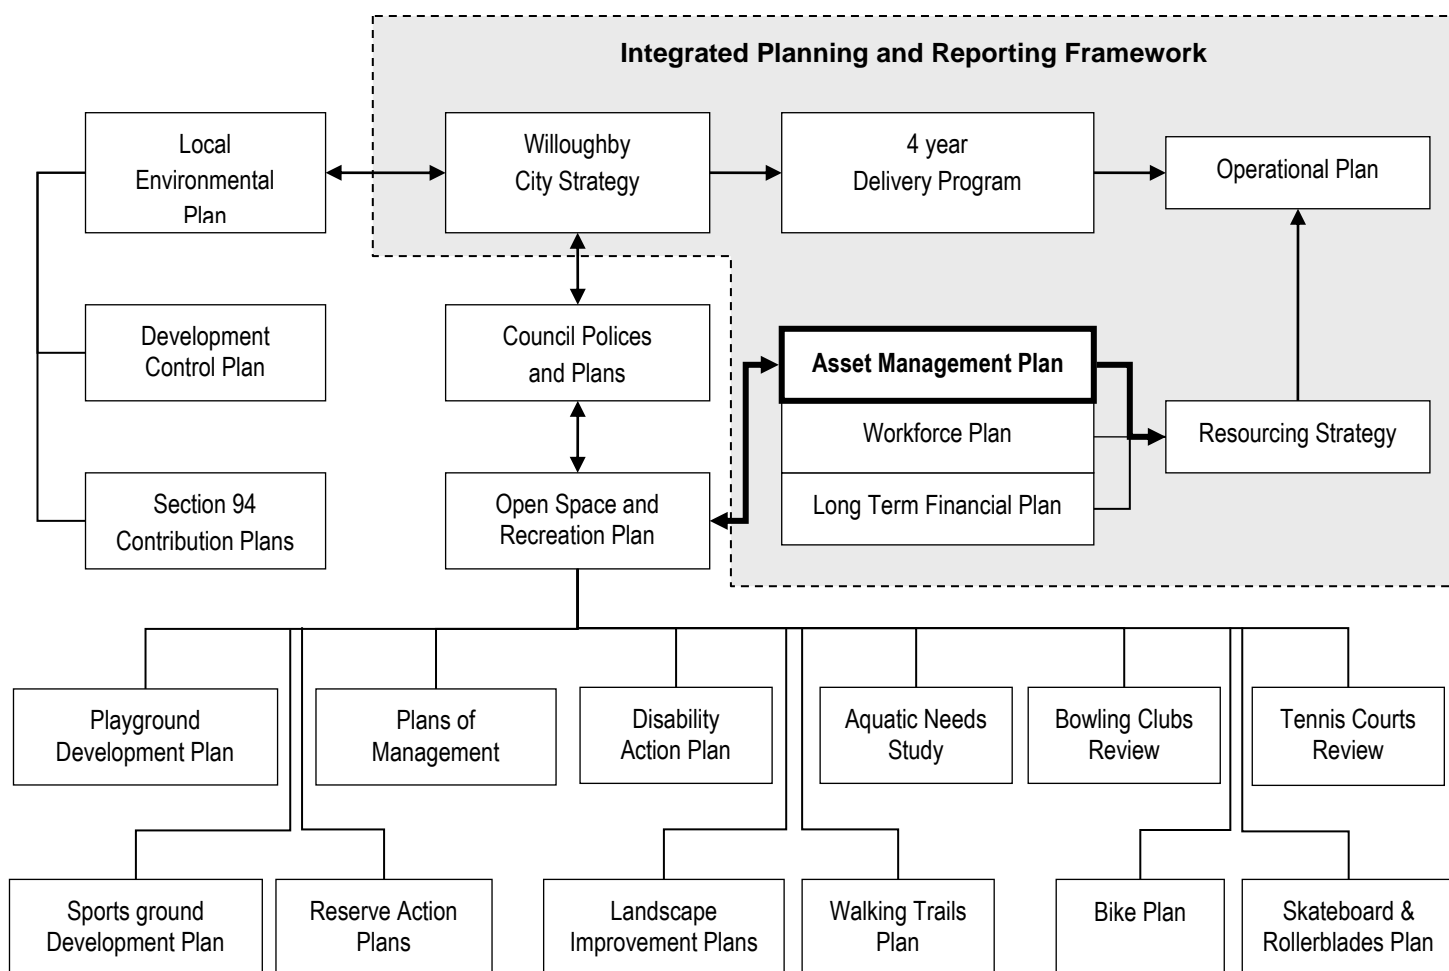 Integrated Planning and Reporting Framework
Local
Environmental
Plan
Willoughby
City Strategy
4 year
Delivery Program
Operational Plan
Development
Control Plan
Council Polices
and Plans
Asset Management Plan
Workforce Plan
Long Term Financial Plan
Resourcing Strategy
Section 94
Contribution Plans
Open Space and
Recreation Plan
Playground
Development Plan
Plans of
Management
Disability
Action Plan
Aquatic Needs
Study
Bowling Clubs
Review
Tennis Courts
Review
Sports ground
Development Plan
Reserve Action
Plans
Landscape
Improvement Plans
Walking Trails
Plan
Bike Plan
Skateboard &
Rollerblades Plan